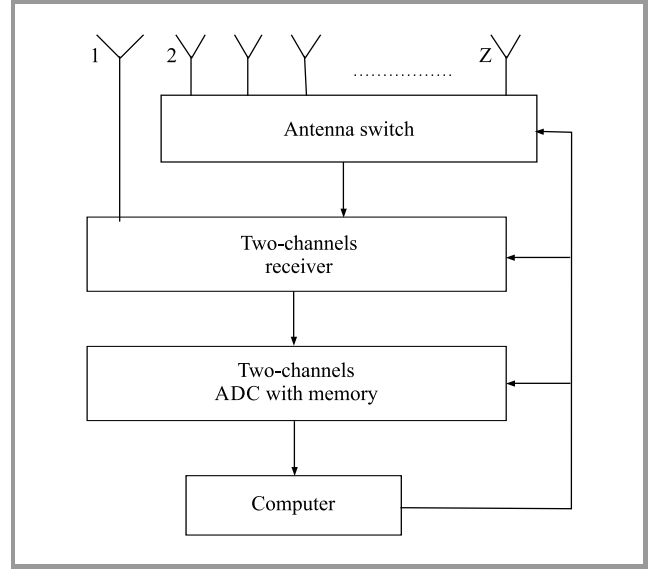 1 2 ................. Z
Antenna switch
Two-channels
receiver
Two-channels
ADC with memory
Computer